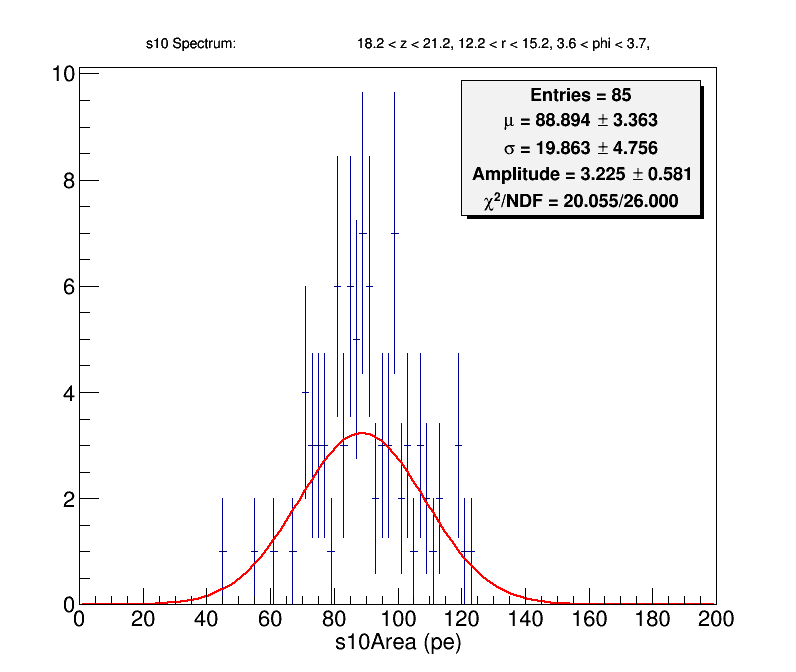 s10 Spectrum: 18.2 < z < 21.2, 12.2 < r < 15.2, 3.6 < phi < 3.7,
Entries = 85
μ = 88.894 ± 3.363
σ = 19.863 ± 4.756
Amplitude = 3.225 ± 0.581
χ²/NDF = 20.055/26.000
10
8
6
4
2
0
0 20 40 60 80 100 120 140 160 180 200
s10Area (pe)